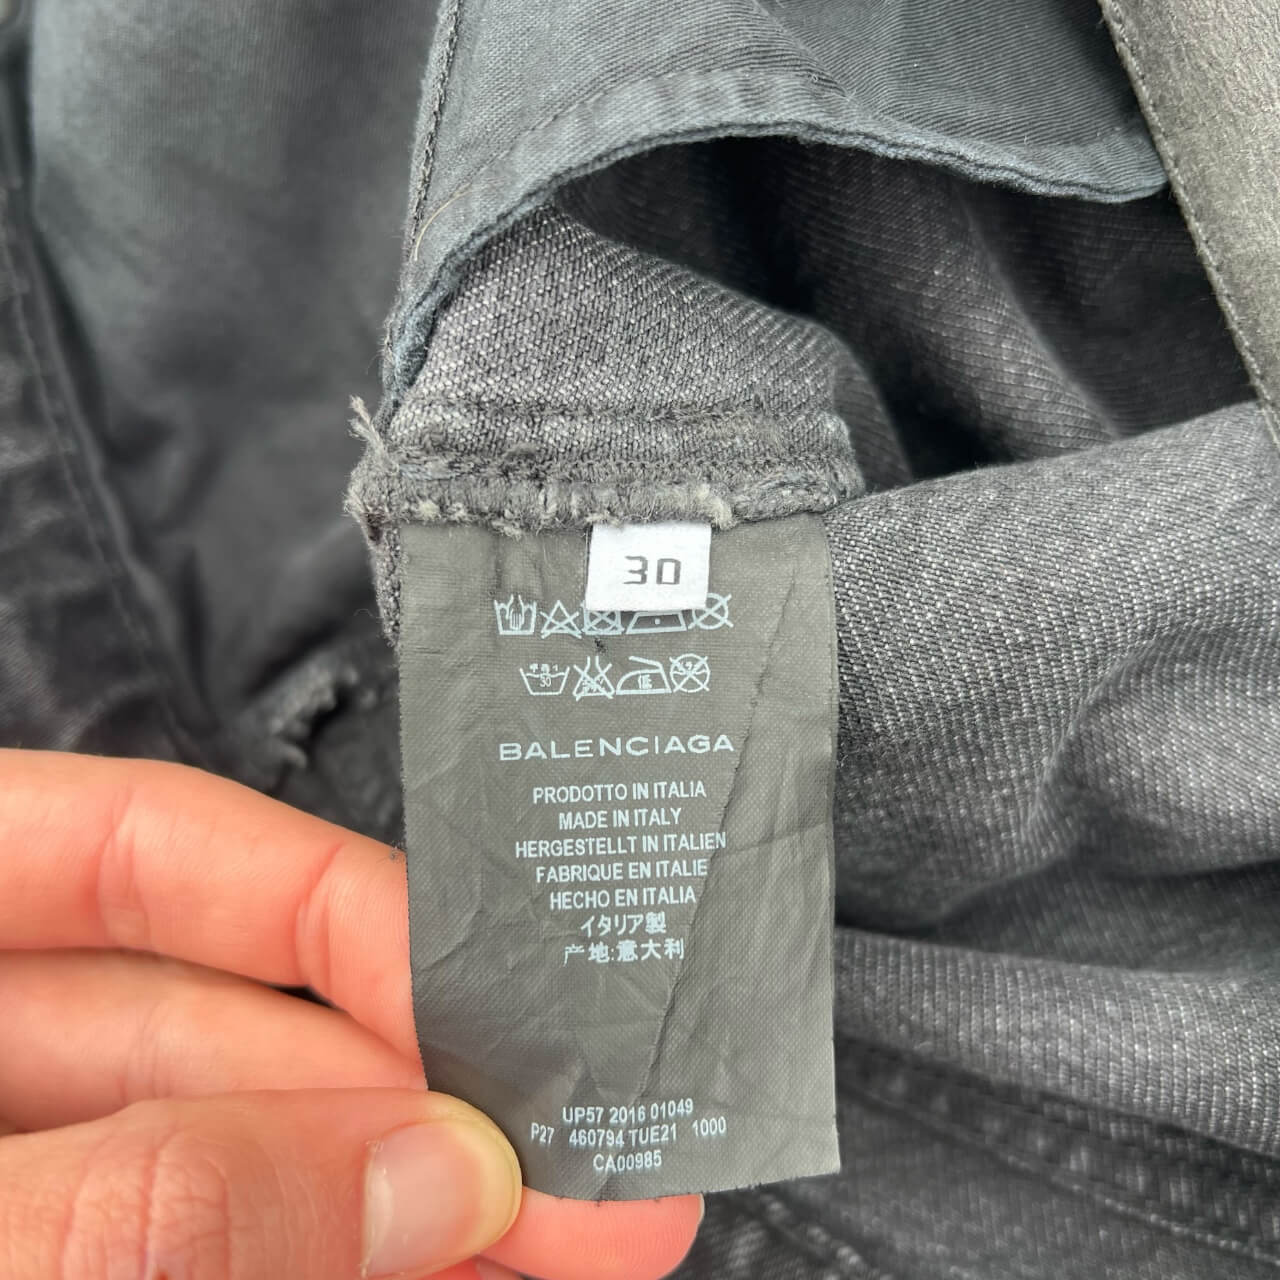 30
30
BALENCIAGA
PRODOTTO IN ITALIA
MADE IN ITALY
HERGESTELLT IN ITALIEN
FABRIQUE EN ITALIE
HECHO EN ITALIA
イタリア製
产地:意大利
UP57 2016 01049
P27 460794 TUE21 1000
CA00985